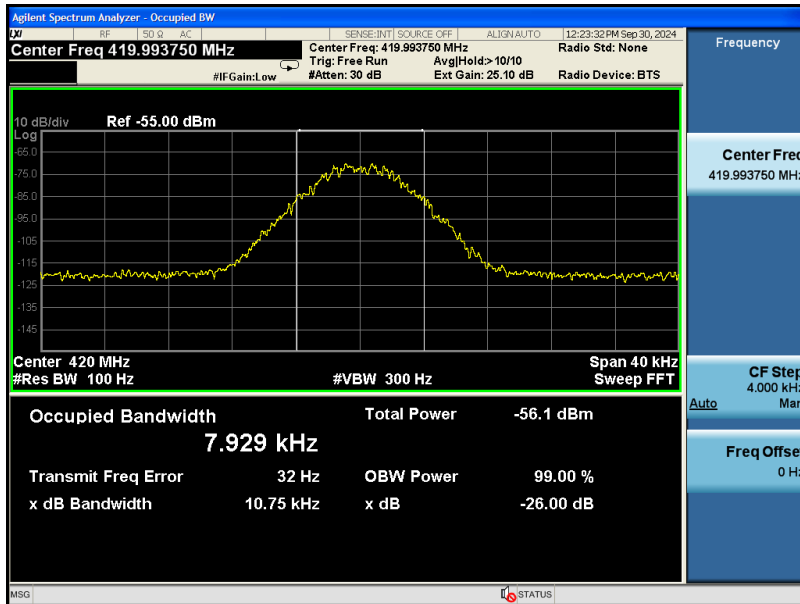 Agilent Spectrum Analyzer - Occupied BW
LXI RF 50 Ω AC SENSE:INT SOURCE OFF ALIGN AUTO 12:23:32 PM Sep 30, 2024
Center Freq 419.993750 MHz
Center Freq: 419.993750 MHz Radio Std: None
Trig: Free Run Avg|Hold:> 10/10
#IFGain:Low #Atten: 30 dB Ext Gain: 25.10 dB Radio Device: BTS
10 dB/div Ref -55.00 dBm
Log
-65.0
-75.0
-85.0
-95.0
-105
-115
-125
-135
-145
Center 420 MHz Span 40 kHz
#Res BW 100 Hz #VBW 300 Hz Sweep FFT
Occupied Bandwidth Total Power -56.1 dBm
7.929 kHz
Transmit Freq Error 32 Hz OBW Power 99.00 %
x dB Bandwidth 10.75 kHz x dB -26.00 dB
MSG STATUS
Frequency
Center Freq
419.993750 MHz
CF Step
4.000 kHz
Auto Man
Freq Offset
0 Hz